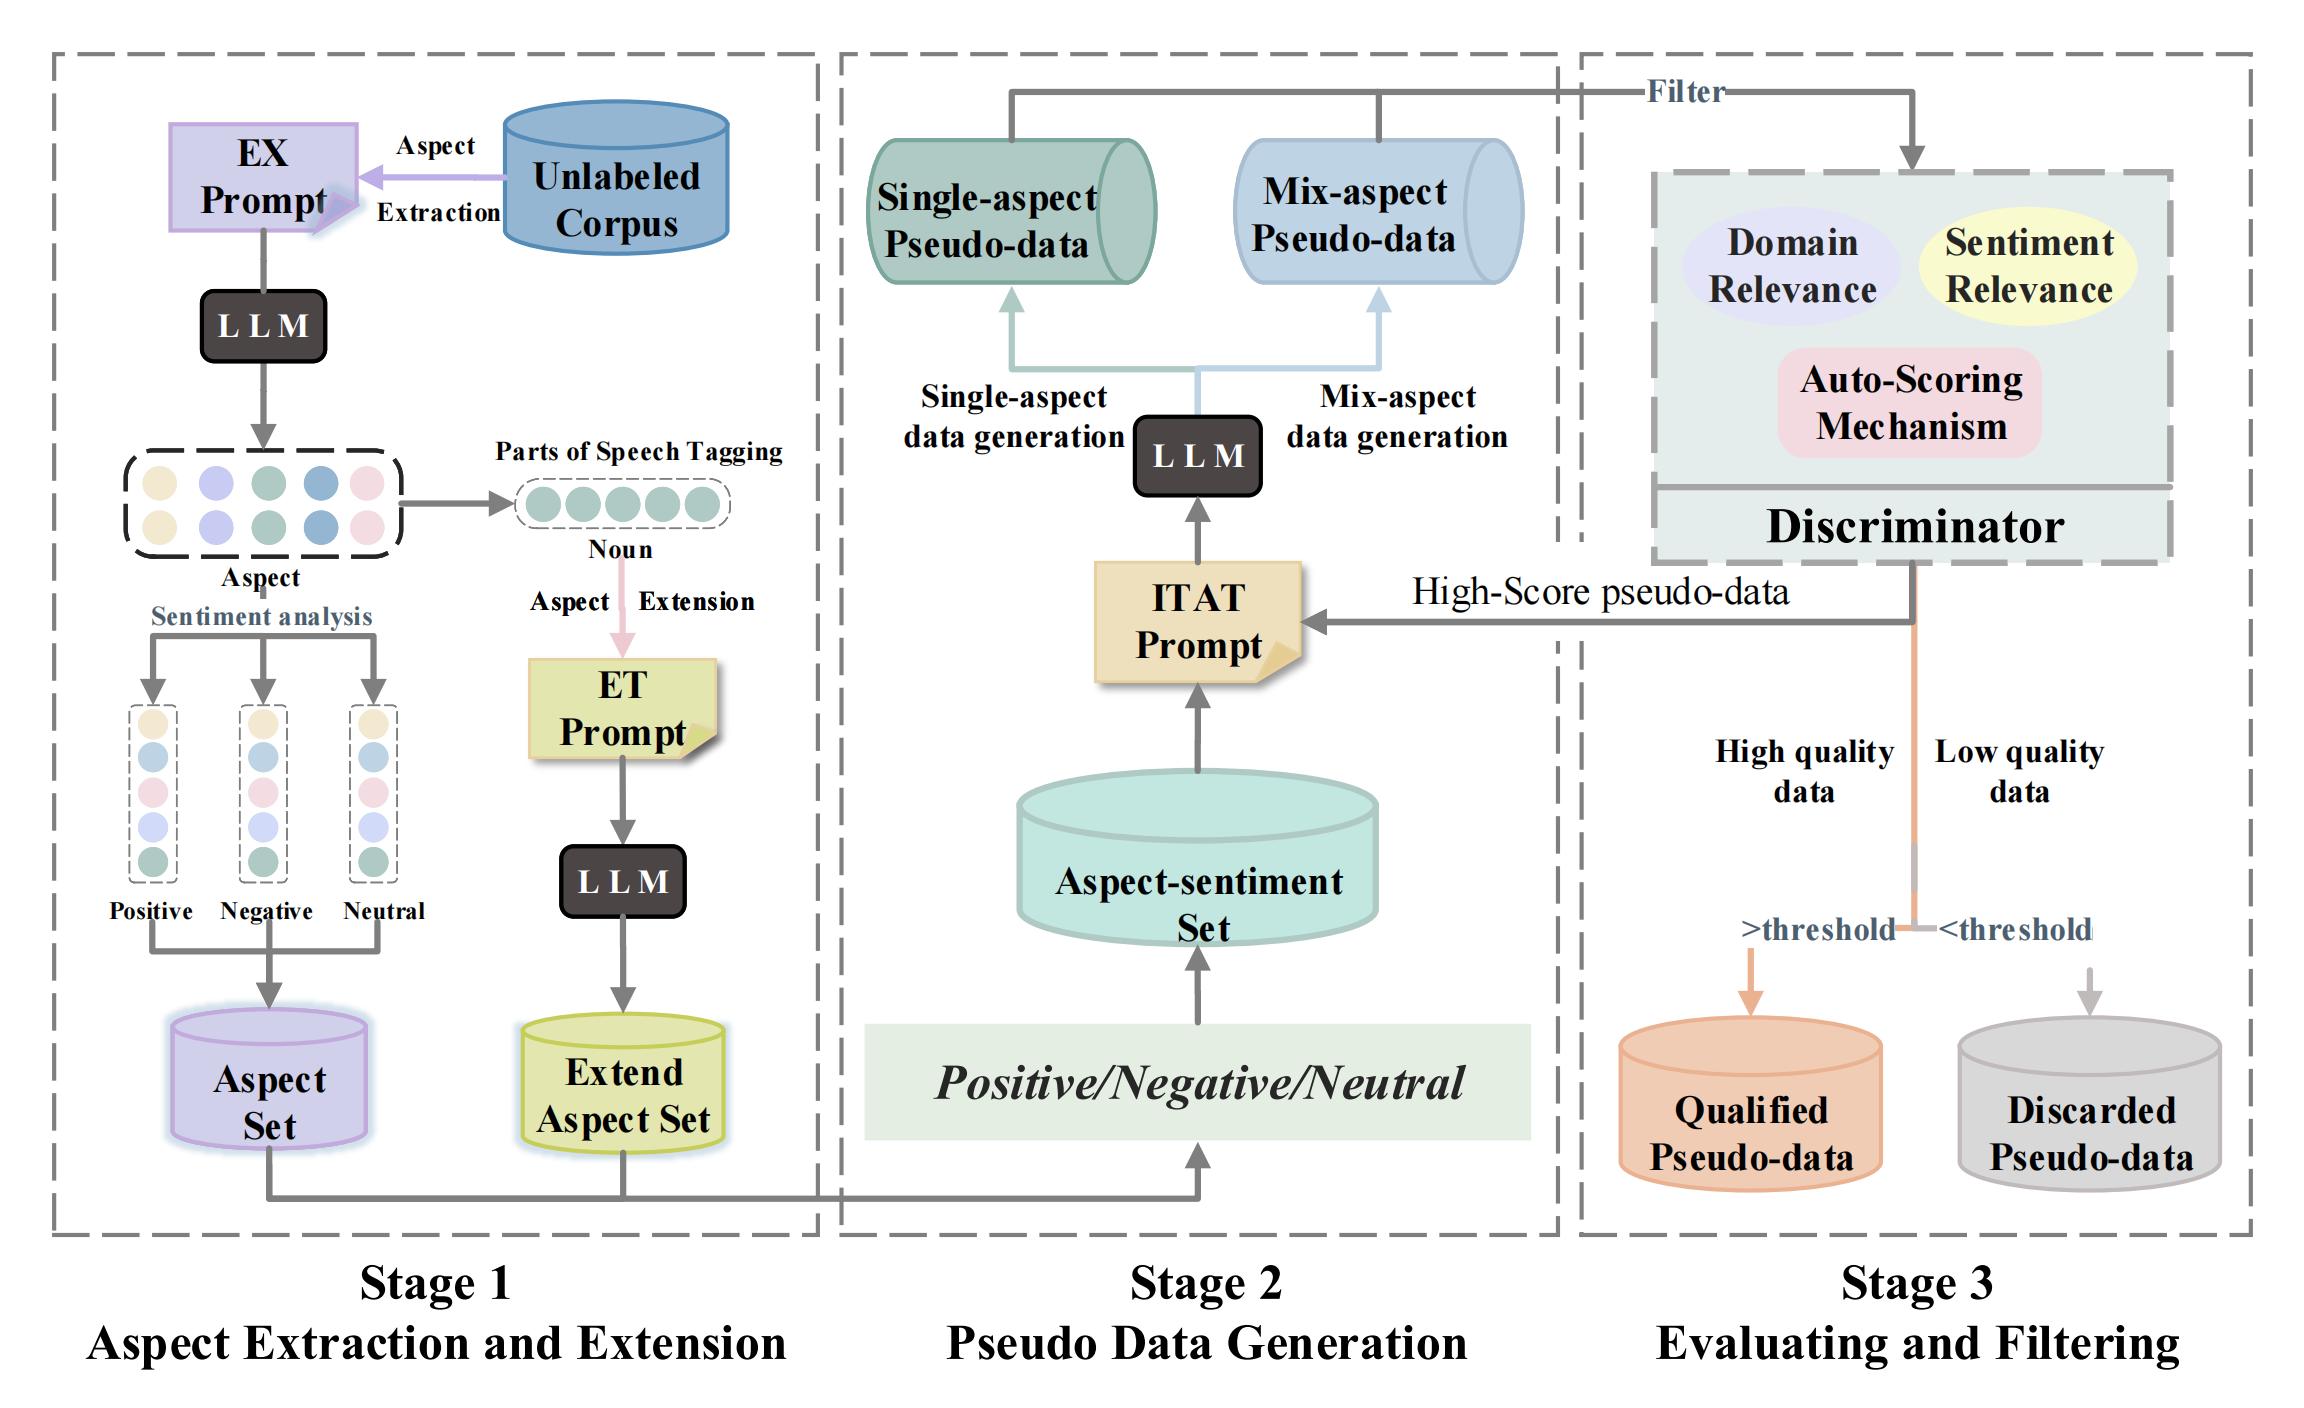 EX
Prompt
Aspect
Extraction
Unlabeled
Corpus
LLM
Parts of Speech Tagging
Noun
Aspect
Sentiment analysis
Aspect Extension
ET
Prompt
LLM
Positive Negative Neutral
Aspect
Set
Extend
Aspect Set
Stage 1
Aspect Extraction and Extension
Single-aspect
Pseudo-data
Mix-aspect
Pseudo-data
Single-aspect
data generation
Mix-aspect
data generation
LLM
ITAT
Prompt
Aspect-sentiment
Set
Positive/Negative/Neutral
Stage 2
Pseudo Data Generation
Filter
Domain
Relevance
Sentiment
Relevance
Auto-Scoring
Mechanism
Discriminator
High-Score pseudo-data
High quality
data
Low quality
data
>threshold
<threshold
Qualified
Pseudo-data
Discarded
Pseudo-data
Stage 3
Evaluating and Filtering